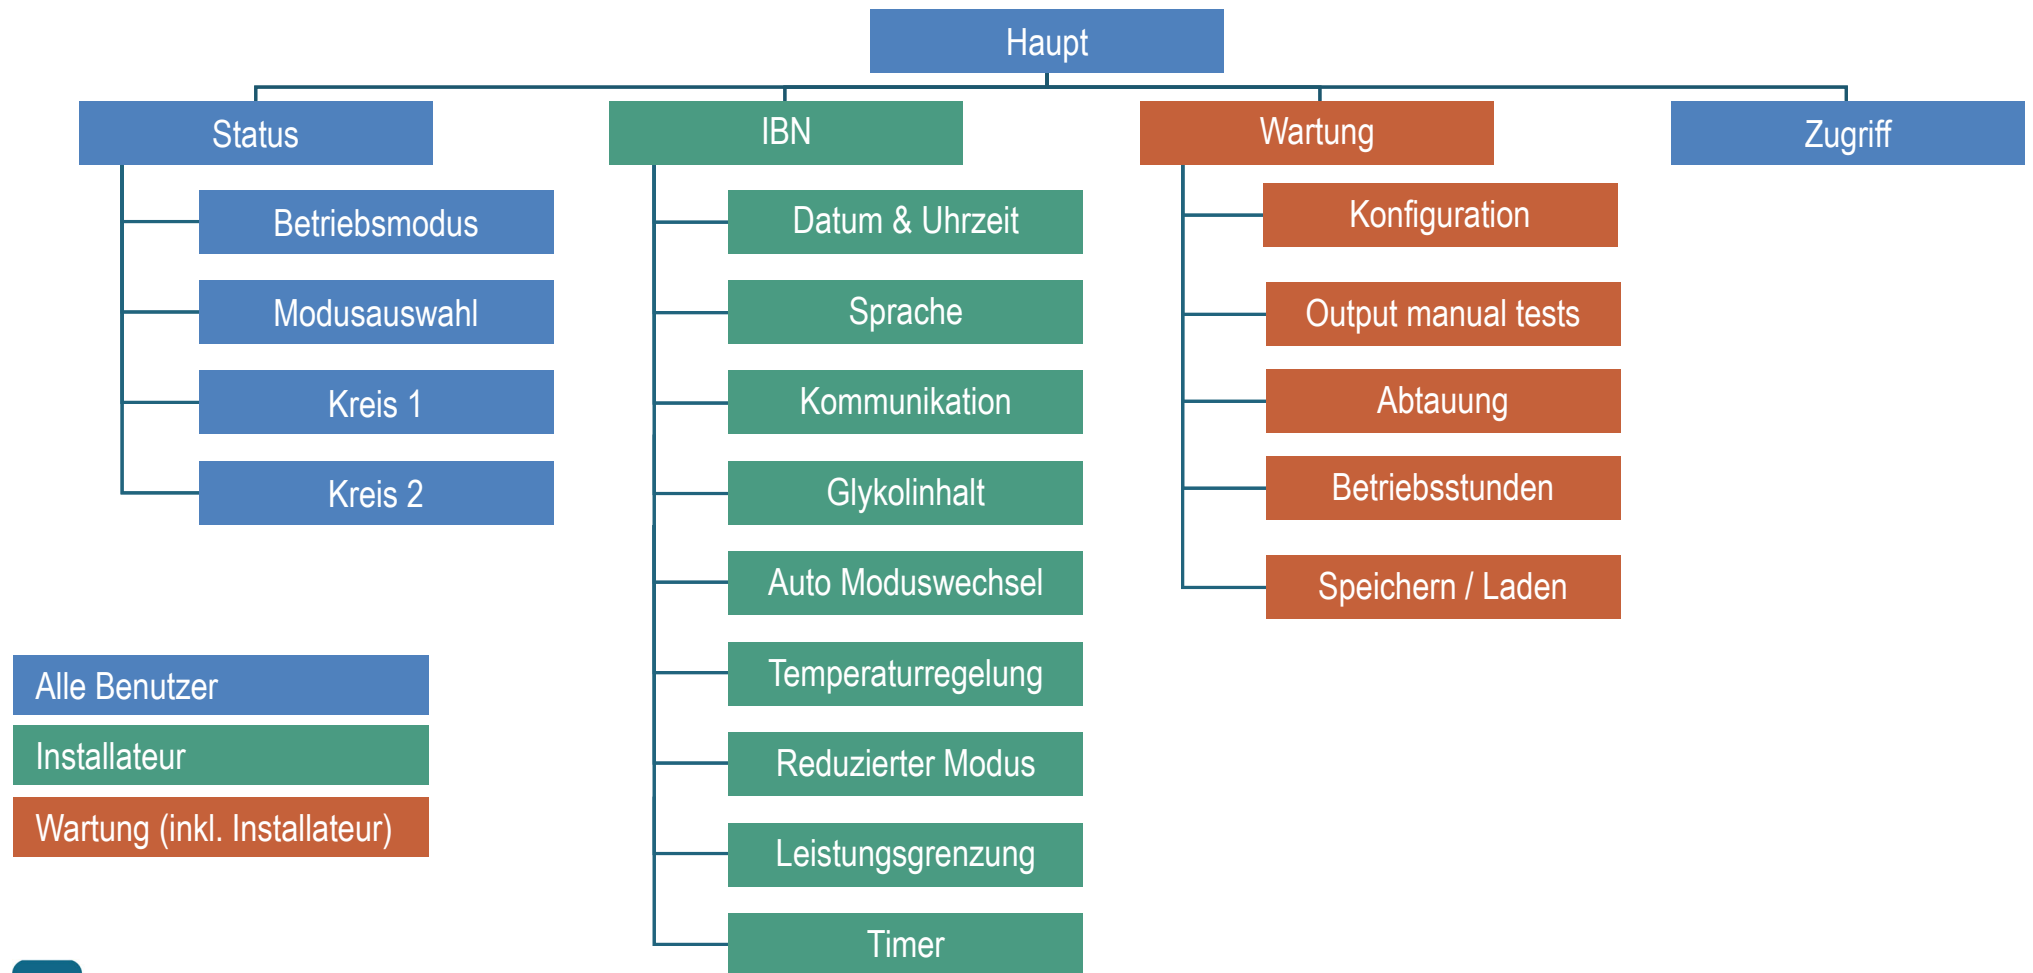 Haupt
Status
IBN
Wartung
Zugriff
Betriebsmodus
Modusauswahl
Kreis 1
Kreis 2
Datum & Uhrzeit
Sprache
Kommunikation
Glykolinhalt
Auto Moduswechsel
Temperaturregelung
Reduzierter Modus
Leistungsgrenzung
Timer
Konfiguration
Output manual tests
Abtauung
Betriebsstunden
Speichern / Laden
Alle Benutzer
Installateur
Wartung (inkl. Installateur)